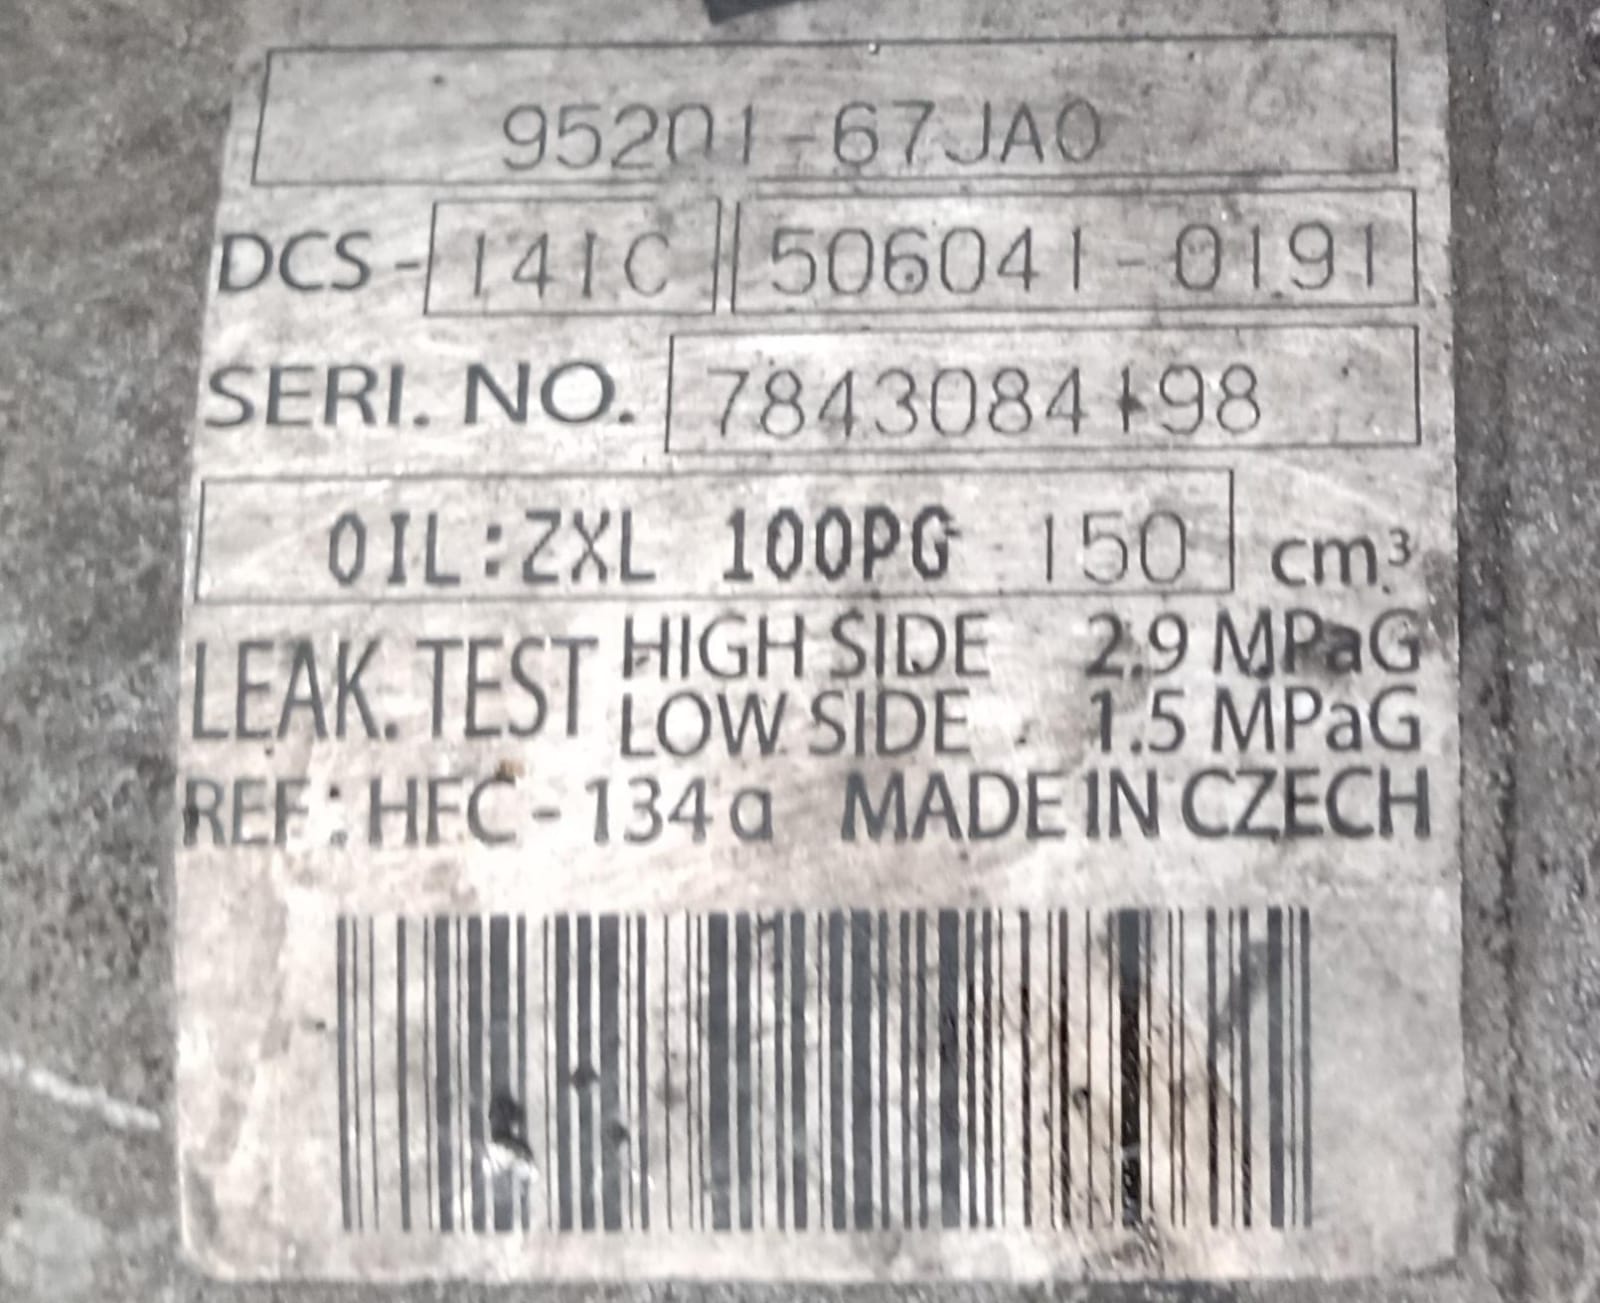 95201-67JA0
DCS-141C 506041-0191
SERI. NO. 7843084198
OIL:ZXL 100PG 150 cm³
LEAK. TEST HIGH SIDE 2.9 MPaG
LOW SIDE 1.5 MPaG
REF: HFC-134a MADE IN CZECH